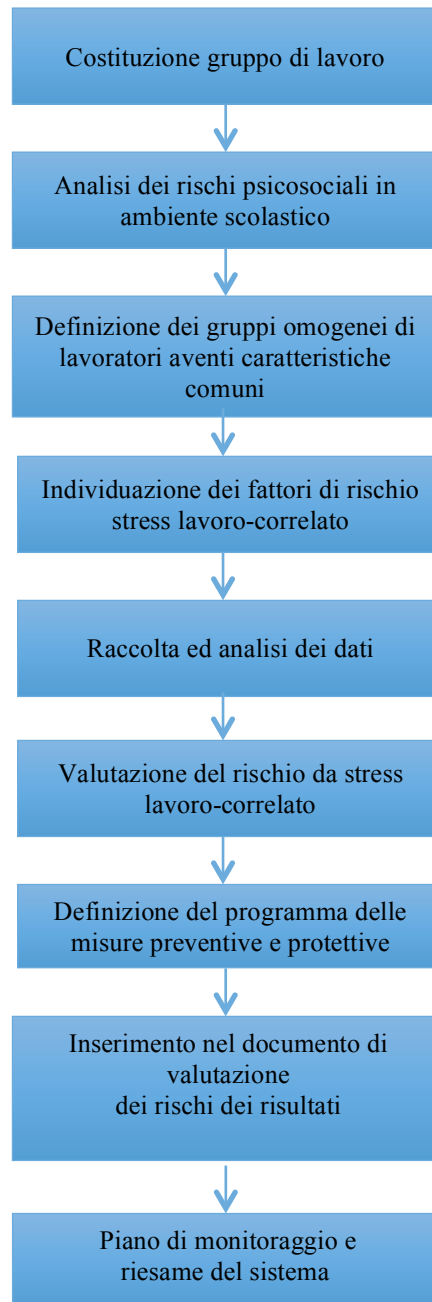 Costituzione gruppo di lavoro
Analisi dei rischi psicosociali in
ambiente scolastico
Definizione dei gruppi omogenei di
lavoratori aventi caratteristiche
comuni
Individuazione dei fattori di rischio
stress lavoro-correlato
Raccolta ed analisi dei dati
Valutazione del rischio da stress
lavoro-correlato
Definizione del programma delle
misure preventive e protettive
Inserimento nel documento di
valutazione
dei rischi dei risultati
Piano di monitoraggio e
riesame del sistema